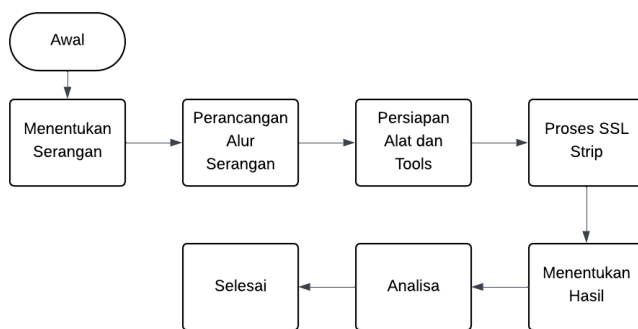 Awal
Menentukan
Serangan
Perancangan
Alur
Serangan
Persiapan
Alat dan
Tools
Proses SSL
Strip
Menentukan
Hasil
Analisa
Selesai